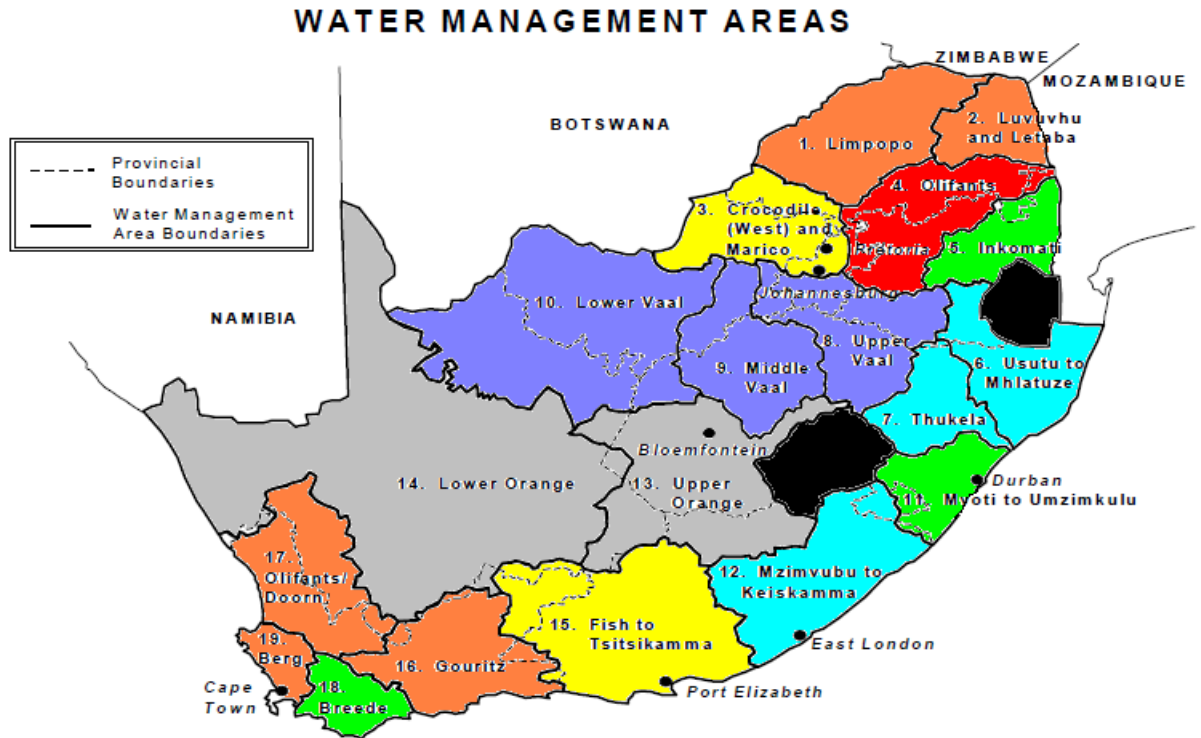 WATER MANAGEMENT AREAS
ZIMBABWE
MOZAMBIQUE
BOTSWANA
NAMIBIA
Provincial
Boundaries
Water Management
Area Boundaries
1. Limpopo
2. Luvuvhu
and Letaba
3. Crocodile
(West) and
Marico
4. Olifants
Pretoria
5. Inkomati
Johannesburg
10. Lower Vaal
8. Upper
Vaal
9. Middle
Vaal
6. Usutu to
Mhlatuze
7. Thukela
Bloemfontein
14. Lower Orange
13. Upper
Orange
Durban
11. Mvoti to Umzimkulu
12. Mzimvubu to
Keiskamma
17.
Olifants/
Doorn
15. Fish to
Tsitsikamma
East London
19.
Berg
16. Gouritz
18.
Breede
Cape
Town
Port Elizabeth